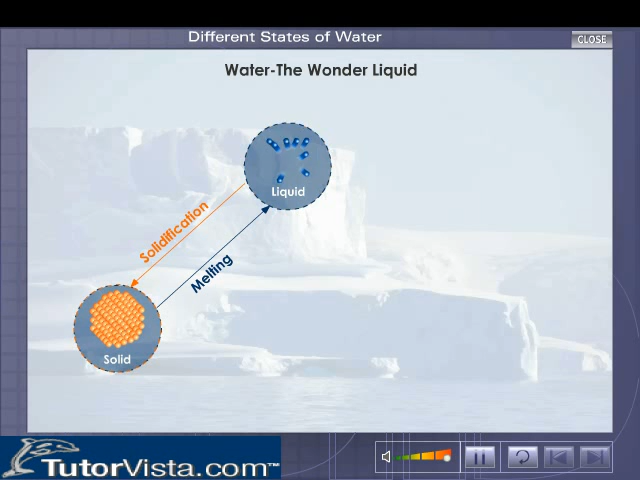 Different States of Water
CLOSE
Water-The Wonder Liquid
Liquid
Solidification
Melting
Solid
TutorVista.com™